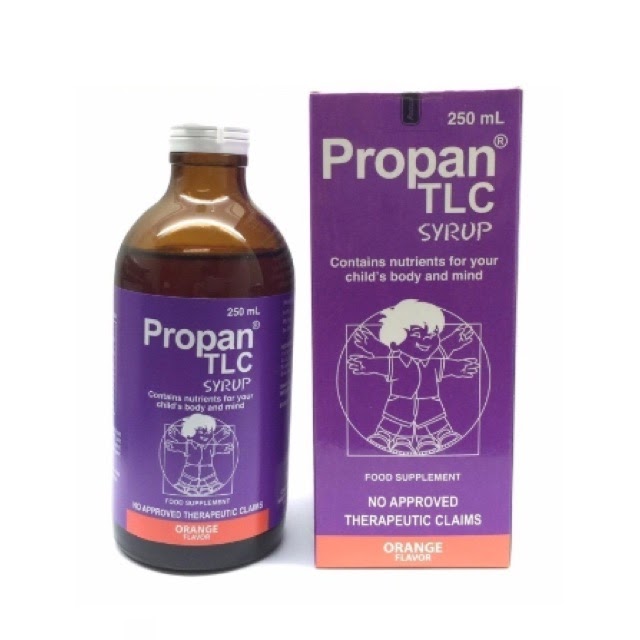 250 mL
Propan®
TLC
SYRUP
Contains nutrients for your
child's body and mind
FOOD SUPPLEMENT
NO APPROVED THERAPEUTIC CLAIMS
ORANGE
FLAVOR
250 mL
Propan®
TLC
SYRUP
Contains nutrients for your
child's body and mind
FOOD SUPPLEMENT
NO APPROVED
THERAPEUTIC CLAIMS
ORANGE
FLAVOR